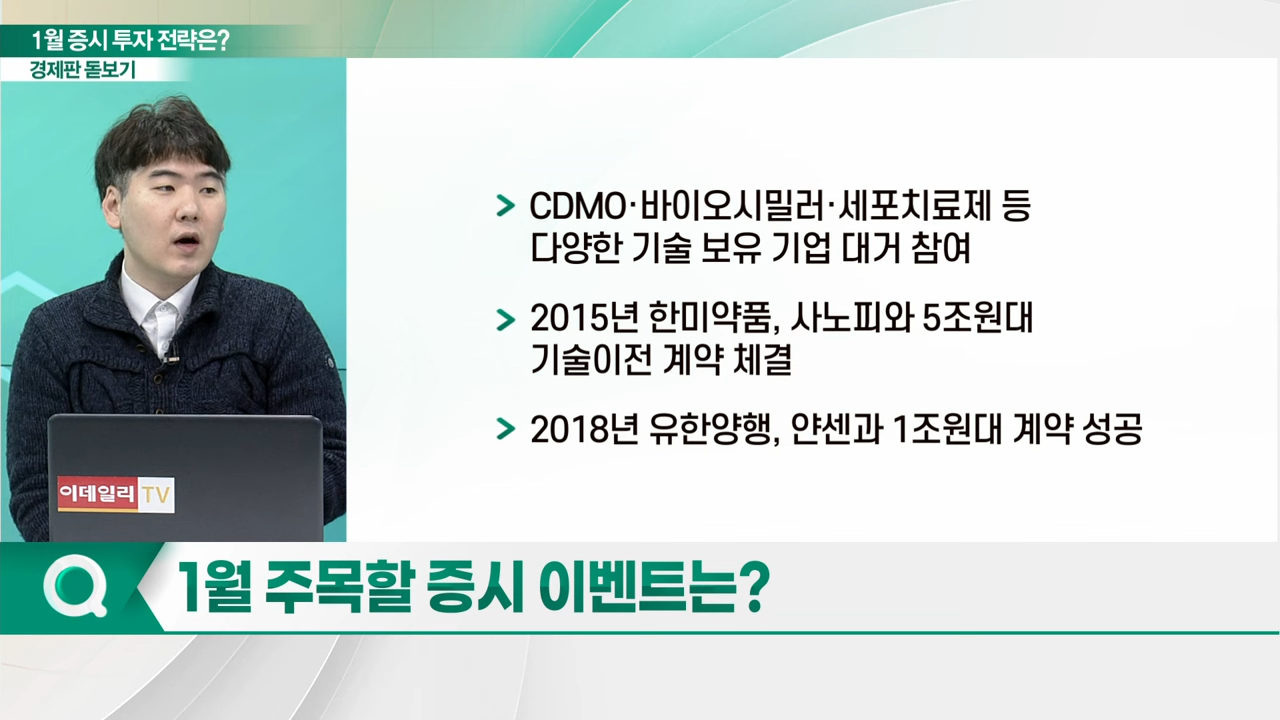 1월 증시 투자 전략은?
경제판 돋보기
CDMO·바이오시밀러·세포치료제 등
다양한 기술 보유 기업 대거 참여
2015년 한미약품, 사노피와 5조원대
기술이전 계약 체결
2018년 유한양행, 얀센과 1조원대 계약 성공
이데일리 TV
1월 주목할 증시 이벤트는?